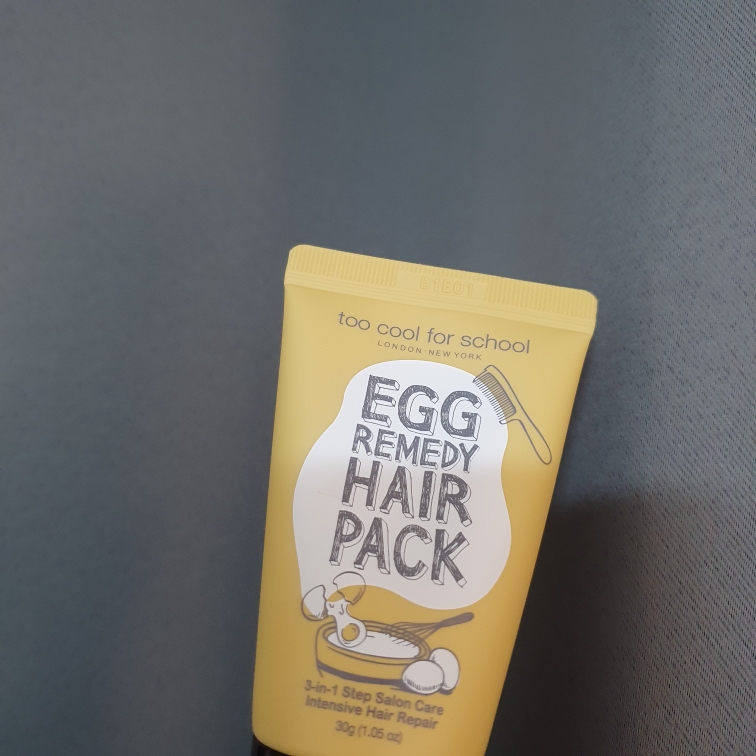 too cool for school
LONDON·NEW YORK
EGG
REMEDY
HAIR
PACK
3-in-1 Step Salon Care
Intensive Hair Repair
30g (1.05 oz)